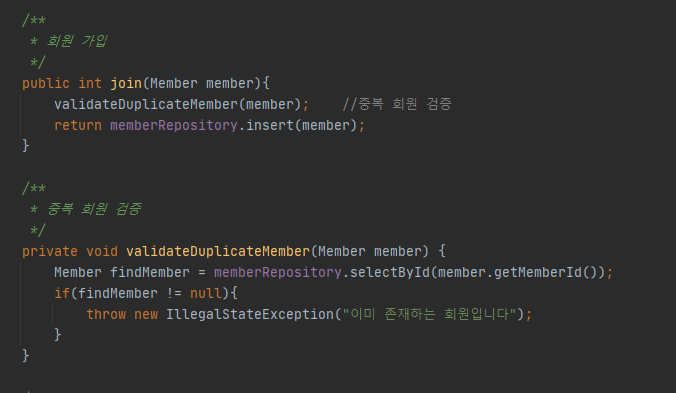 /**
 * 회원 가입
 */
public int join(Member member){
    validateDuplicateMember(member);    //중복 회원 검증
    return memberRepository.insert(member);
}

/**
 * 중복 회원 검증
 */
private void validateDuplicateMember(Member member) {
    Member findMember = memberRepository.selectById(member.getMemberId());
    if(findMember != null){
        throw new IllegalStateException("이미 존재하는 회원입니다");
    }
}